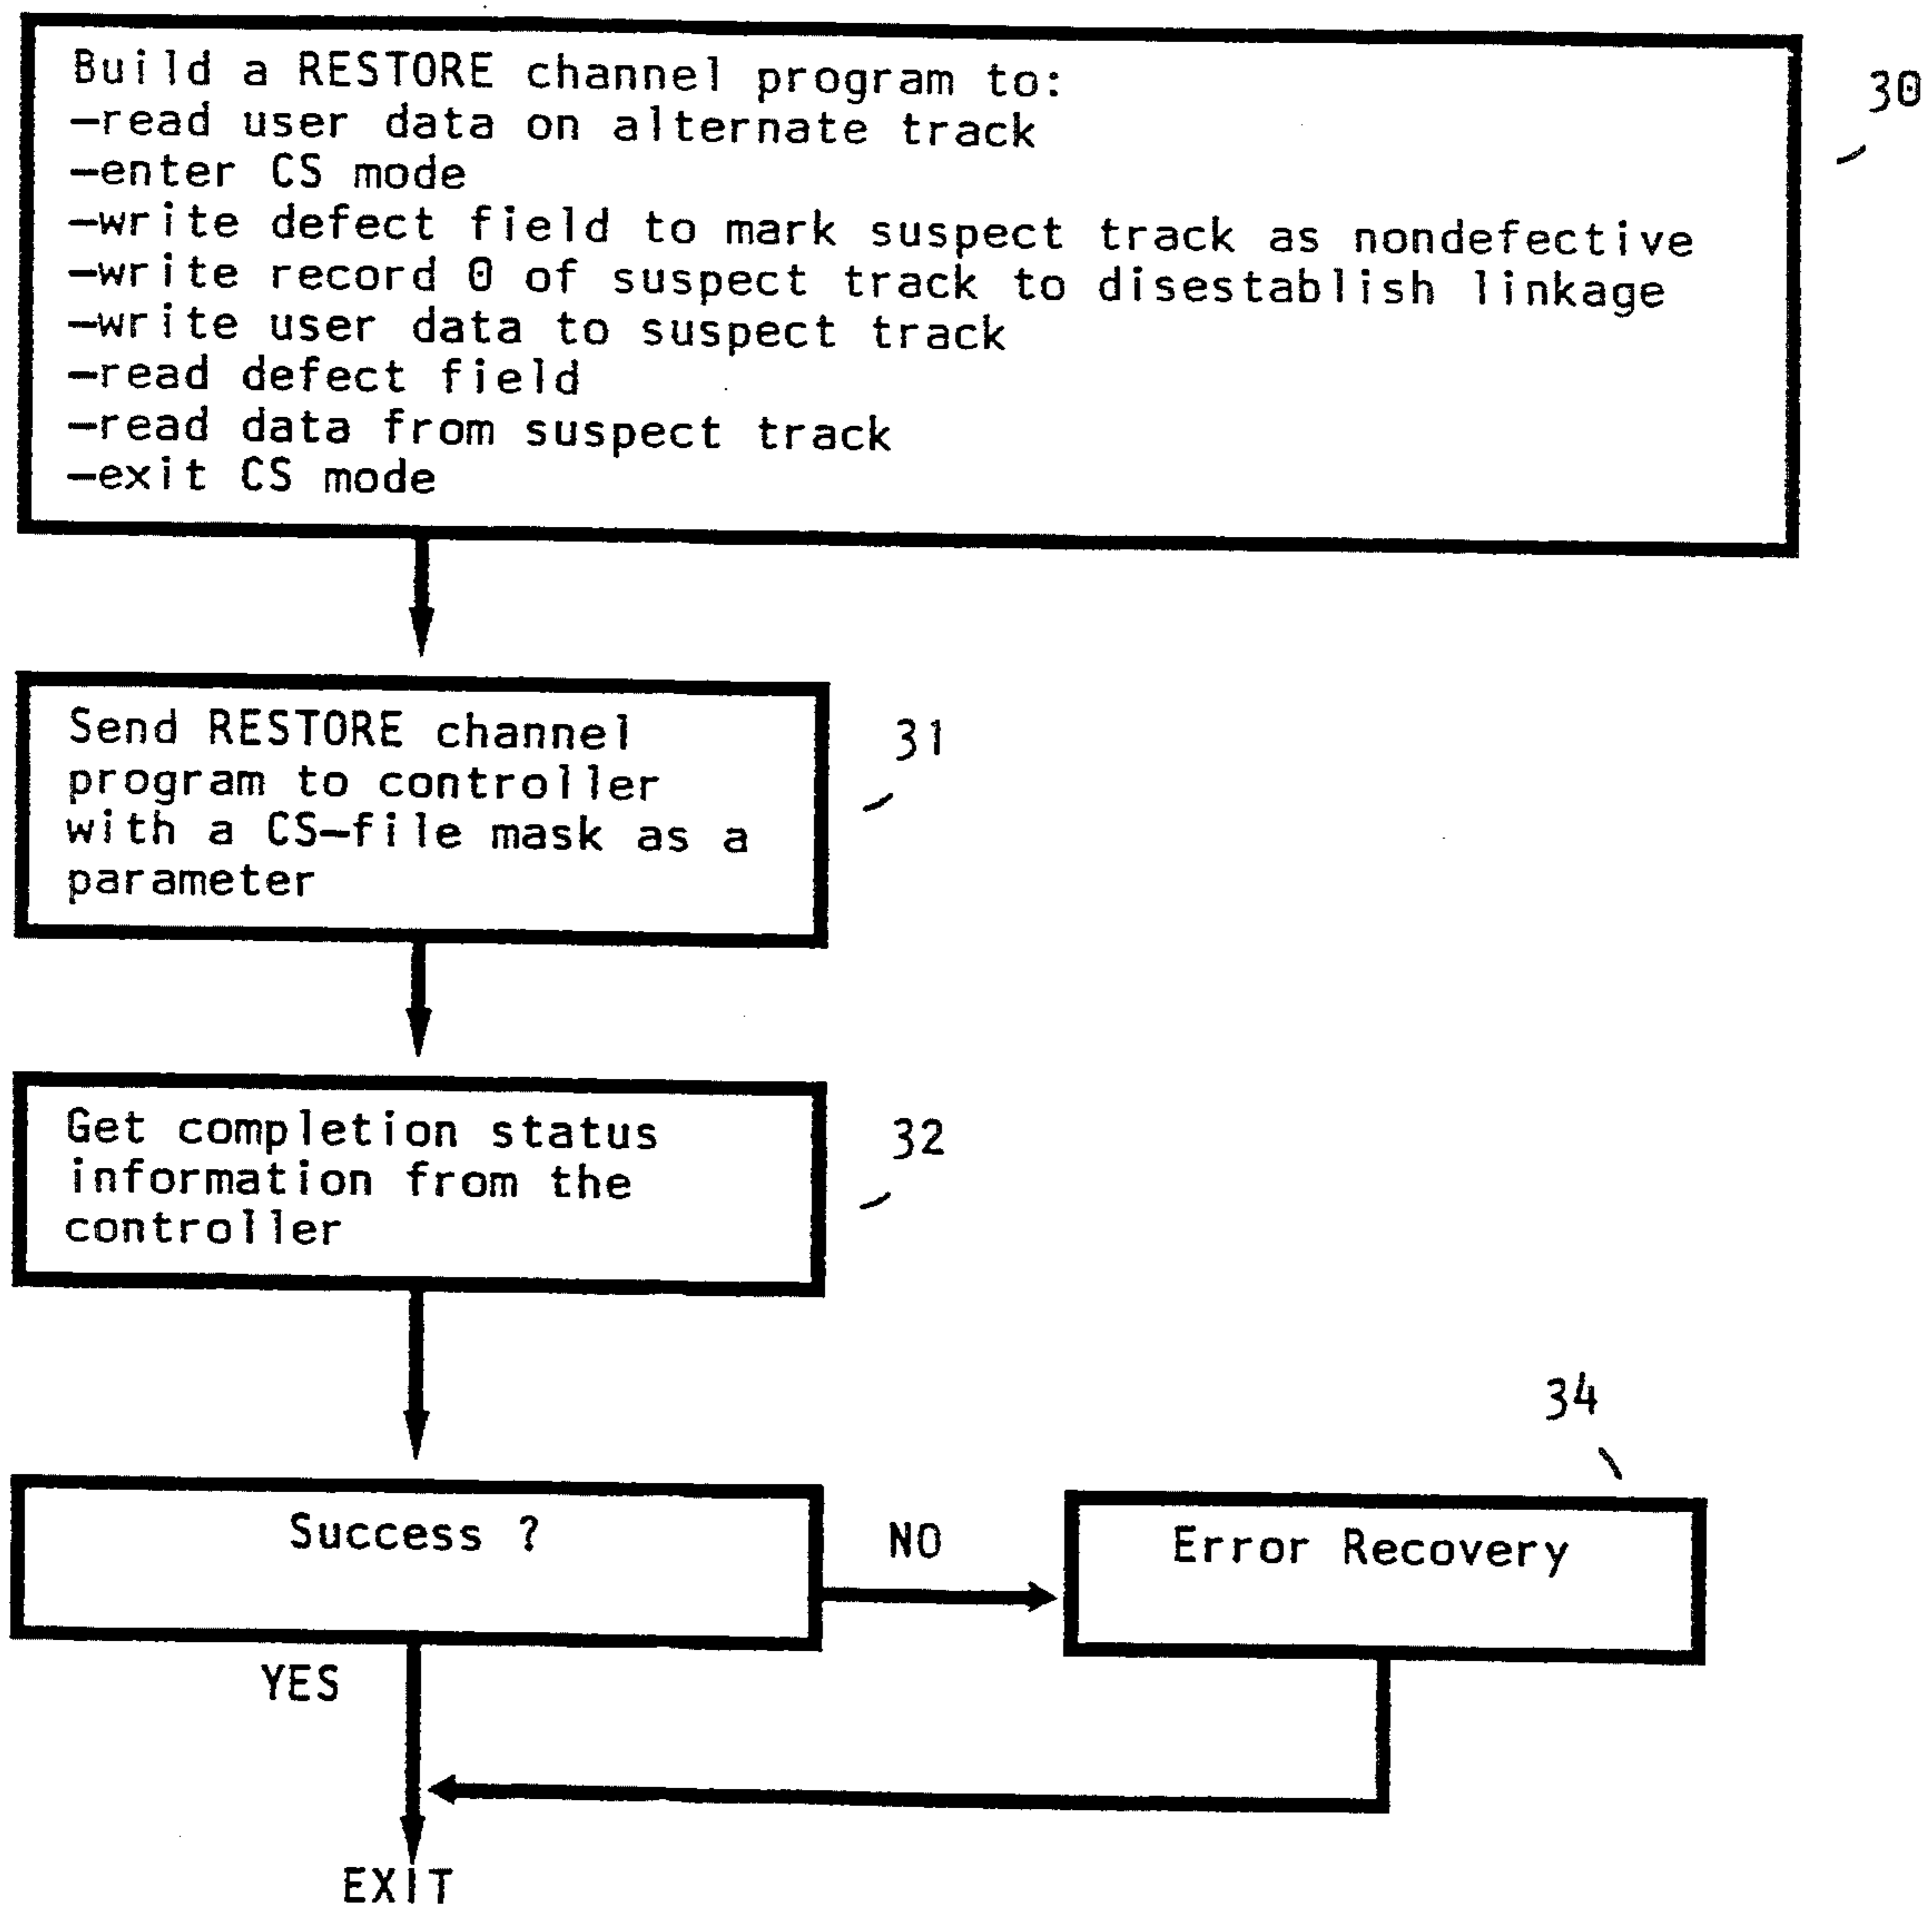 Build a RESTORE channel program to:
30
—read user data on alternate track
—enter CS mode
—write defect field to mark suspect track as nondefective
—write record 0 of suspect track to disestablish linkage
—write user data to suspect track
—read defect field
—read data from suspect track
—exit CS mode
Send RESTORE channel
31
program to controller
with a CS—file mask as a
parameter
Get completion status
32
information from the
controller
34
Success ?
NO
Error Recovery
YES
EXIT